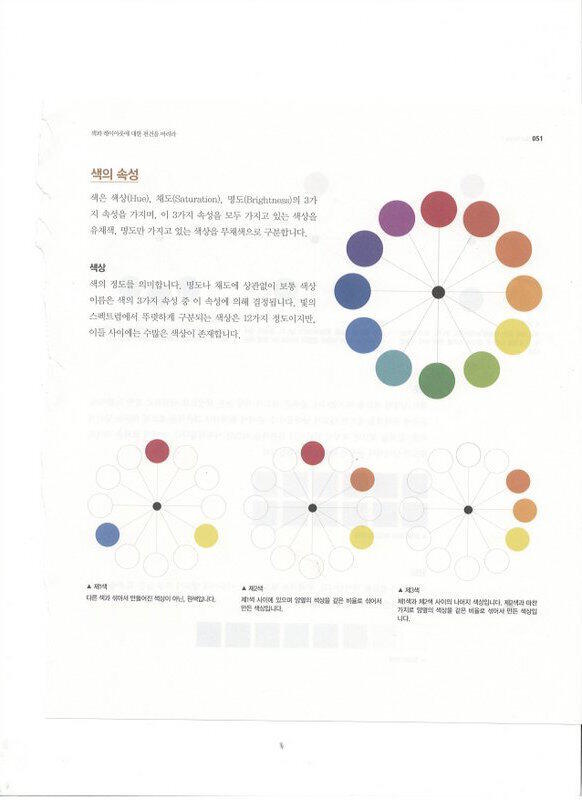 색과 레이아웃에 대한 편견을 버리라
051
색의 속성
색은 색상(Hue), 채도(Saturation), 명도(Brightness)의 3가
지 속성을 가지며, 이 3가지 속성을 모두 가지고 있는 색상을
유채색, 명도만 가지고 있는 색상을 무채색으로 구분합니다.
색상
색의 정도를 의미합니다. 명도나 채도에 상관없이 보통 색상
이름은 색의 3가지 속성 중 이 속성에 의해 결정됩니다. 빛의
스펙트럼에서 뚜렷하게 구분되는 색상은 12가지 정도이지만,
이들 사이에는 수많은 색상이 존재합니다.
▲ 제1색
다른 색과 섞어서 만들어진 색상이 아닌, 원색입니다.
▲ 제2색
제1색 사이에 있으며 양옆의 색상을 같은 비율로 섞어서
만든 색상입니다.
▲ 제3색
제1색과 제2색 사이의 나머지 색상입니다. 제2색과 마찬
가지로 양옆의 색상을 같은 비율로 섞어서 만든 색상입
니다.